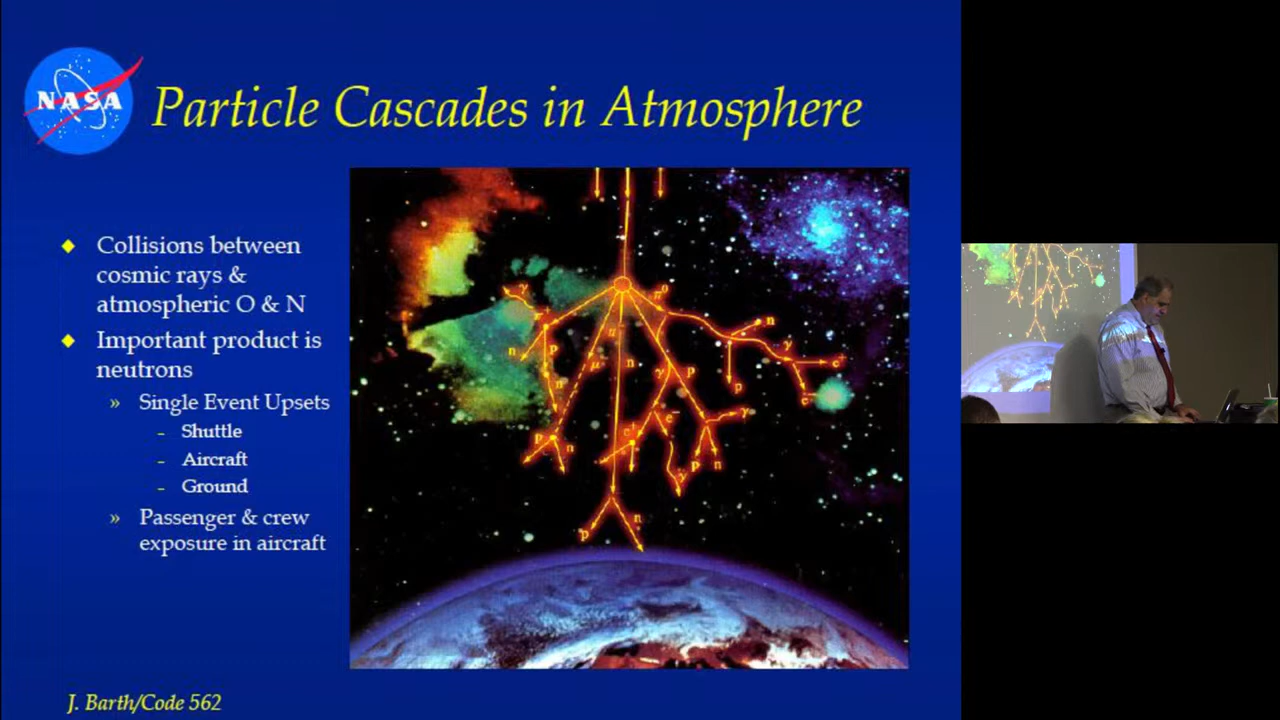 NASA
Particle Cascades in Atmosphere
◆ Collisions between
cosmic rays &
atmospheric O & N
◆ Important product is
neutrons
» Single Event Upsets
- Shuttle
- Aircraft
- Ground
» Passenger & crew
exposure in aircraft
γ
π⁰
n
n
p
μ
n
γ
p
n
γ
e⁻
p
e⁻
γ
p
n
e⁺
p
n
γ
p
n
J. Barth/Code 562